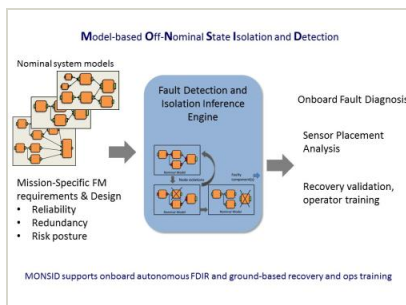 Model-based Off-Nominal State Isolation and Detection
Nominal system models
Fault Detection and
Isolation Inference
Engine
Onboard Fault Diagnosis
Sensor Placement
Analysis
Recovery validation,
operator training
Mission-Specific FM
requirements & Design
• Reliability
• Redundancy
• Risk posture
MONSID supports onboard autonomous FDIR and ground-based recovery and ops training